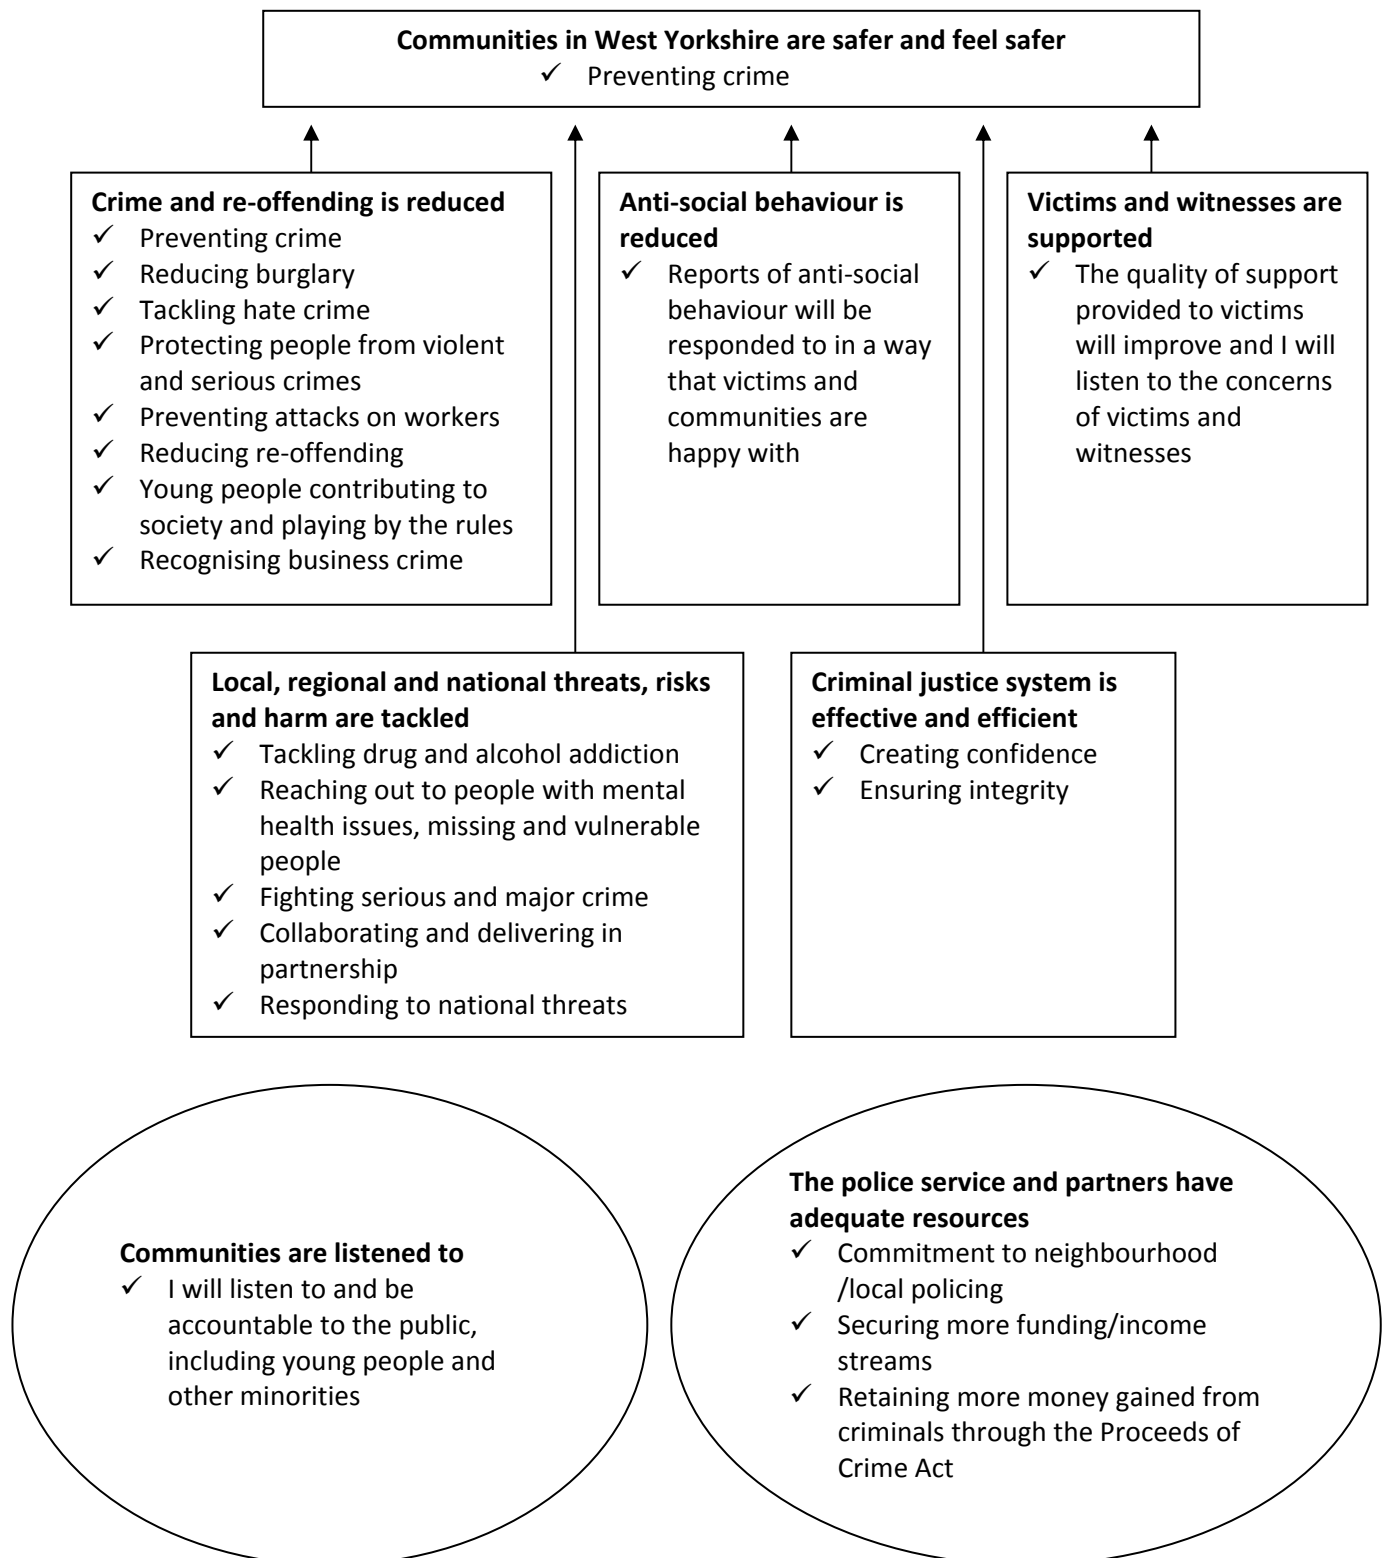 Communities in West Yorkshire are safer and feel safer
✓ Preventing crime
Crime and re-offending is reduced
✓ Preventing crime
✓ Reducing burglary
✓ Tackling hate crime
✓ Protecting people from violent
and serious crimes
✓ Preventing attacks on workers
✓ Reducing re-offending
✓ Young people contributing to
society and playing by the rules
✓ Recognising business crime
Anti-social behaviour is
reduced
✓ Reports of anti-social
behaviour will be
responded to in a way
that victims and
communities are
happy with
Victims and witnesses are
supported
✓ The quality of support
provided to victims
will improve and I will
listen to the concerns
of victims and
witnesses
Local, regional and national threats, risks
and harm are tackled
✓ Tackling drug and alcohol addiction
✓ Reaching out to people with mental
health issues, missing and vulnerable
people
✓ Fighting serious and major crime
✓ Collaborating and delivering in
partnership
✓ Responding to national threats
Criminal justice system is
effective and efficient
✓ Creating confidence
✓ Ensuring integrity
Communities are listened to
✓ I will listen to and be
accountable to the public,
including young people and
other minorities
The police service and partners have
adequate resources
✓ Commitment to neighbourhood
/local policing
✓ Securing more funding/income
streams
✓ Retaining more money gained from
criminals through the Proceeds of
Crime Act